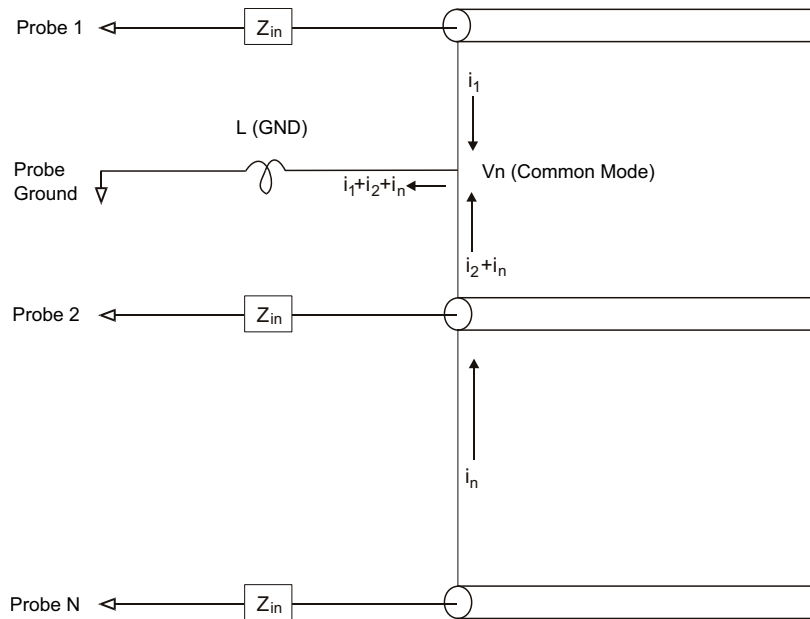 Probe 1
Zin
i1
L (GND)
Probe
Ground
i1+i2+in
Vn (Common Mode)
i2+in
Probe 2
Zin
in
Probe N
Zin